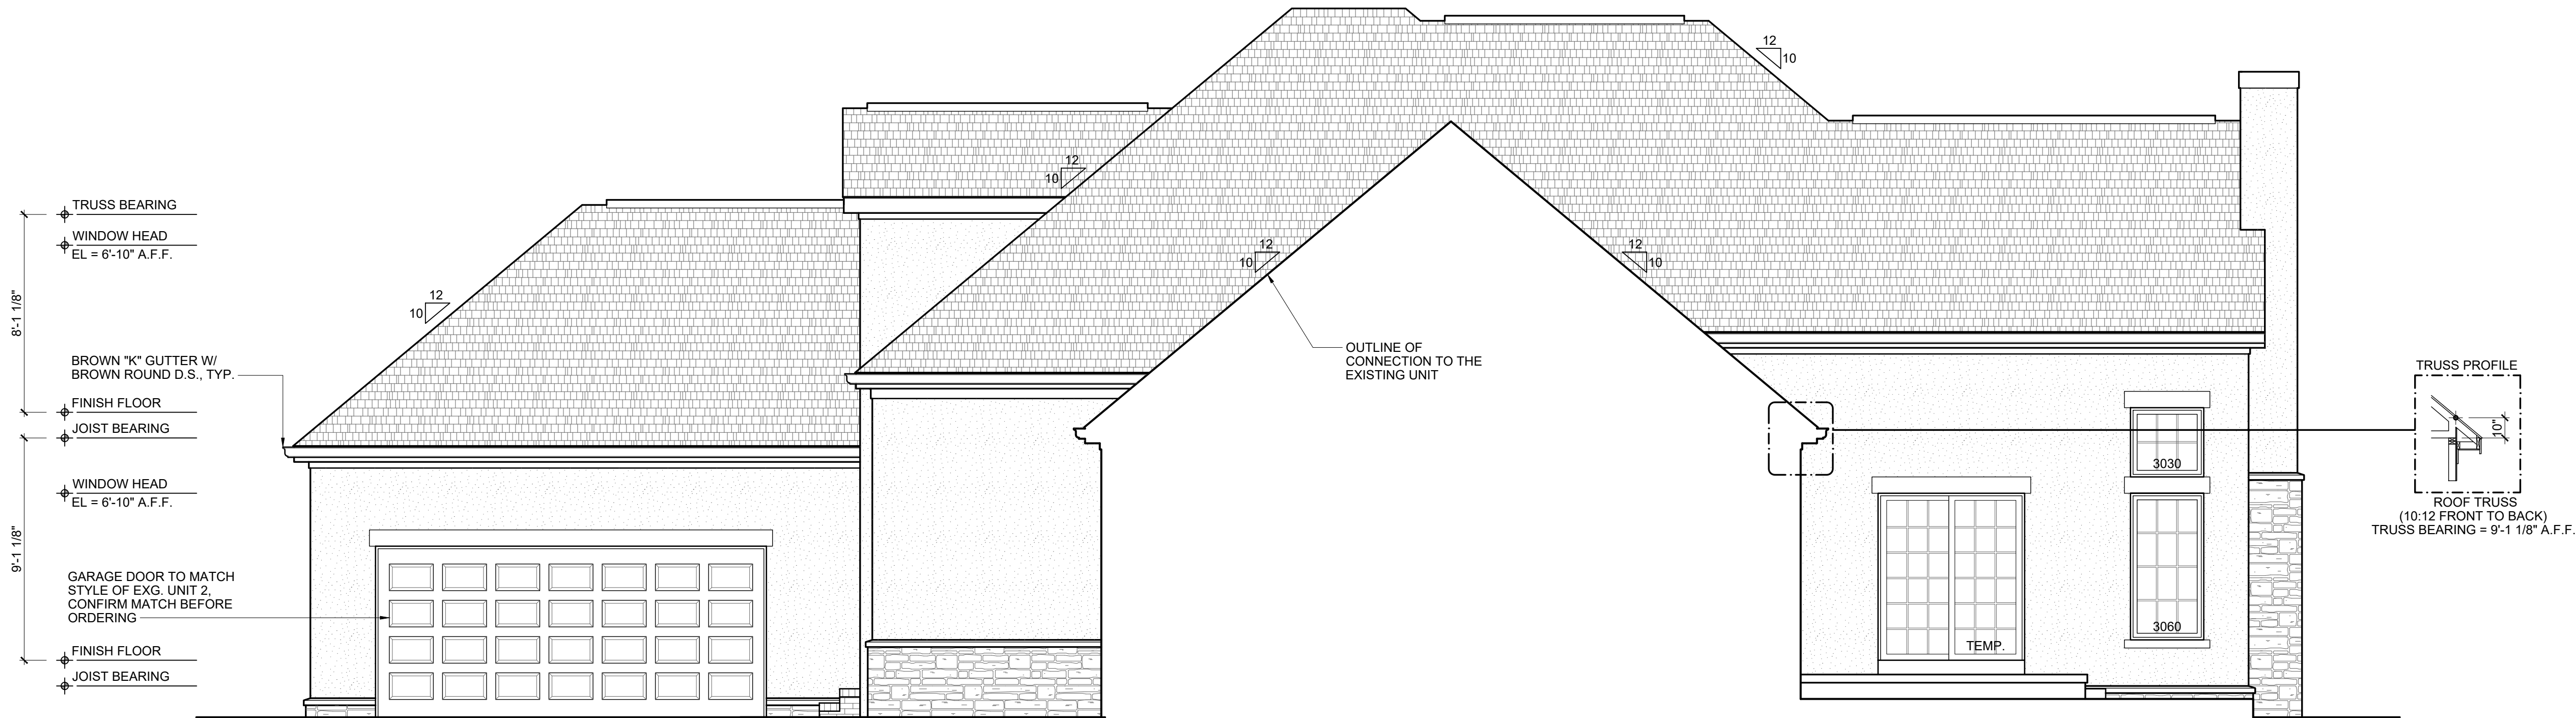 12
10
12
10
TRUSS BEARING
WINDOW HEAD
EL = 6'-10" A.F.F.
12
10
12
10
12
10
8'-1 1/8"
BROWN "K" GUTTER W/
BROWN ROUND D.S., TYP.
OUTLINE OF
CONNECTION TO THE
EXISTING UNIT
FINISH FLOOR
JOIST BEARING
TRUSS PROFILE
10"
ROOF TRUSS
(10:12 FRONT TO BACK)
TRUSS BEARING = 9'-1 1/8" A.F.F.
3030
WINDOW HEAD
EL = 6'-10" A.F.F.
9'-1 1/8"
GARAGE DOOR TO MATCH
STYLE OF EXG. UNIT 2,
CONFIRM MATCH BEFORE
ORDERING
3060
TEMP.
FINISH FLOOR
JOIST BEARING